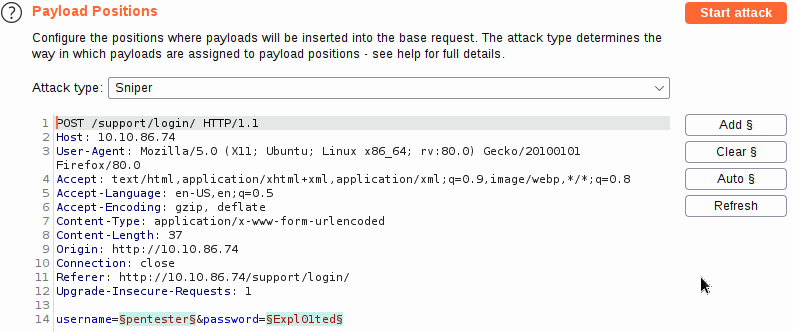 ? Payload Positions
Start attack
Configure the positions where payloads will be inserted into the base request. The attack type determines the
way in which payloads are assigned to payload positions - see help for full details.
Attack type: Sniper
1 POST /support/login/ HTTP/1.1
2 Host: 10.10.86.74
3 User-Agent: Mozilla/5.0 (X11; Ubuntu; Linux x86_64; rv:80.0) Gecko/20100101
Firefox/80.0
4 Accept: text/html,application/xhtml+xml,application/xml;q=0.9,image/webp,*/*;q=0.8
5 Accept-Language: en-US,en;q=0.5
6 Accept-Encoding: gzip, deflate
7 Content-Type: application/x-www-form-urlencoded
8 Content-Length: 37
9 Origin: http://10.10.86.74
10 Connection: close
11 Referer: http://10.10.86.74/support/login/
12 Upgrade-Insecure-Requests: 1
13
14 username=§pentester§&password=§Expl01ted§
Add §
Clear §
Auto §
Refresh